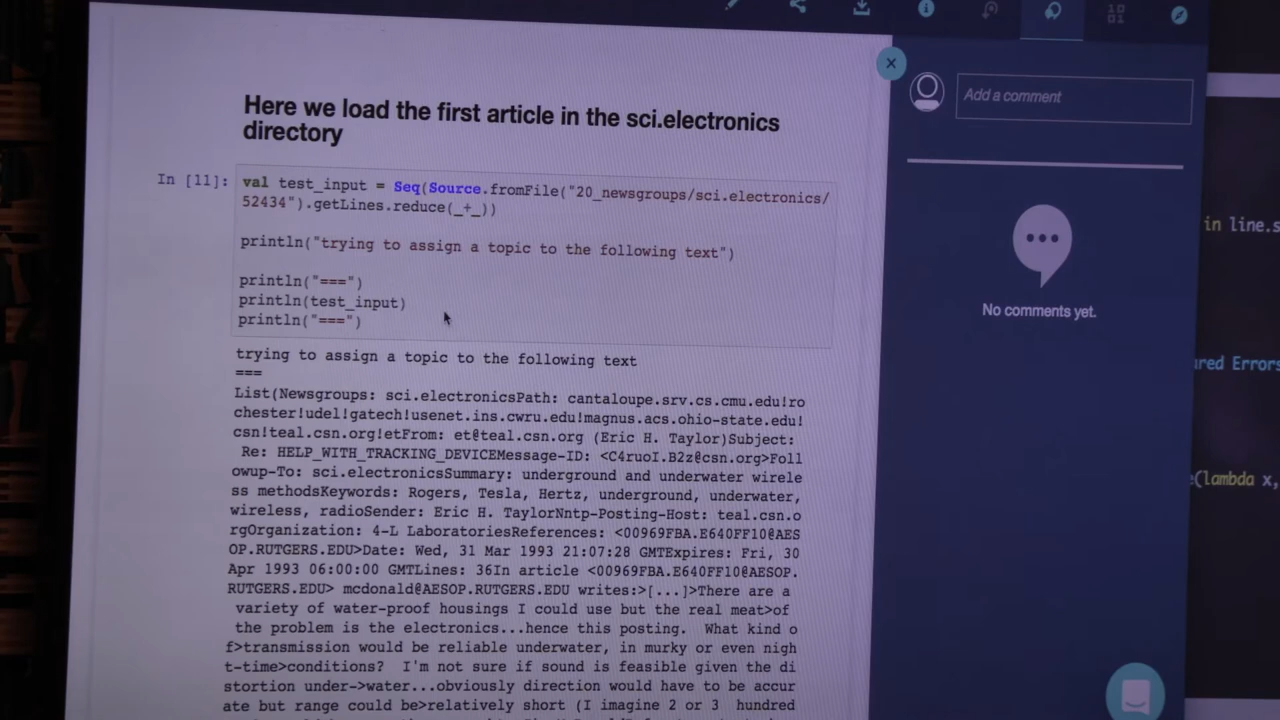 Here we load the first article in the sci.electronics
directory
In [11]:
val test_input = Seq(Source.fromFile("20_newsgroups/sci.electronics/
52434").getLines.reduce(_+_))
println("trying to assign a topic to the following text")
println("===")
println(test_input)
println("===")
trying to assign a topic to the following text
===
List(Newsgroups: sci.electronicsPath: cantaloupe.srv.cs.cmu.edu!ro
chester!udel!gatech!usenet.ins.cwru.edu!magnus.acs.ohio-state.edu!
csn!teal.csn.org!etFrom: et@teal.csn.org (Eric H. Taylor)Subject:
Re: HELP_WITH_TRACKING_DEVICEMessage-ID: <C4ruoI.B2z@csn.org>Foll
owup-To: sci.electronicsSummary: underground and underwater wirele
ss methodsKeywords: Rogers, Tesla, Hertz, underground, underwater,
wireless, radioSender: Eric H. TaylorNntp-Posting-Host: teal.csn.o
rgOrganization: 4-L LaboratoriesReferences: <00969FBA.E640FF10@AES
OP.RUTGERS.EDU>Date: Wed, 31 Mar 1993 21:07:28 GMTExpires: Fri, 30
Apr 1993 06:00:00 GMTLines: 36In article <00969FBA.E640FF10@AESOP.
RUTGERS.EDU> mcdonald@AESOP.RUTGERS.EDU writes:>[...]>There are a
variety of water-proof housings I could use but the real meat>of
the problem is the electronics...hence this posting.  What kind o
f>transmission would be reliable underwater, in murky or even nigh
t-time>conditions?  I'm not sure if sound is feasible given the di
stortion under->water...obviously direction would have to be accur
ate but range could be>relatively short (I imagine 2 or 3  hundred
Add a comment
No comments yet.
in line.s
ured Errors
e(lambda x,